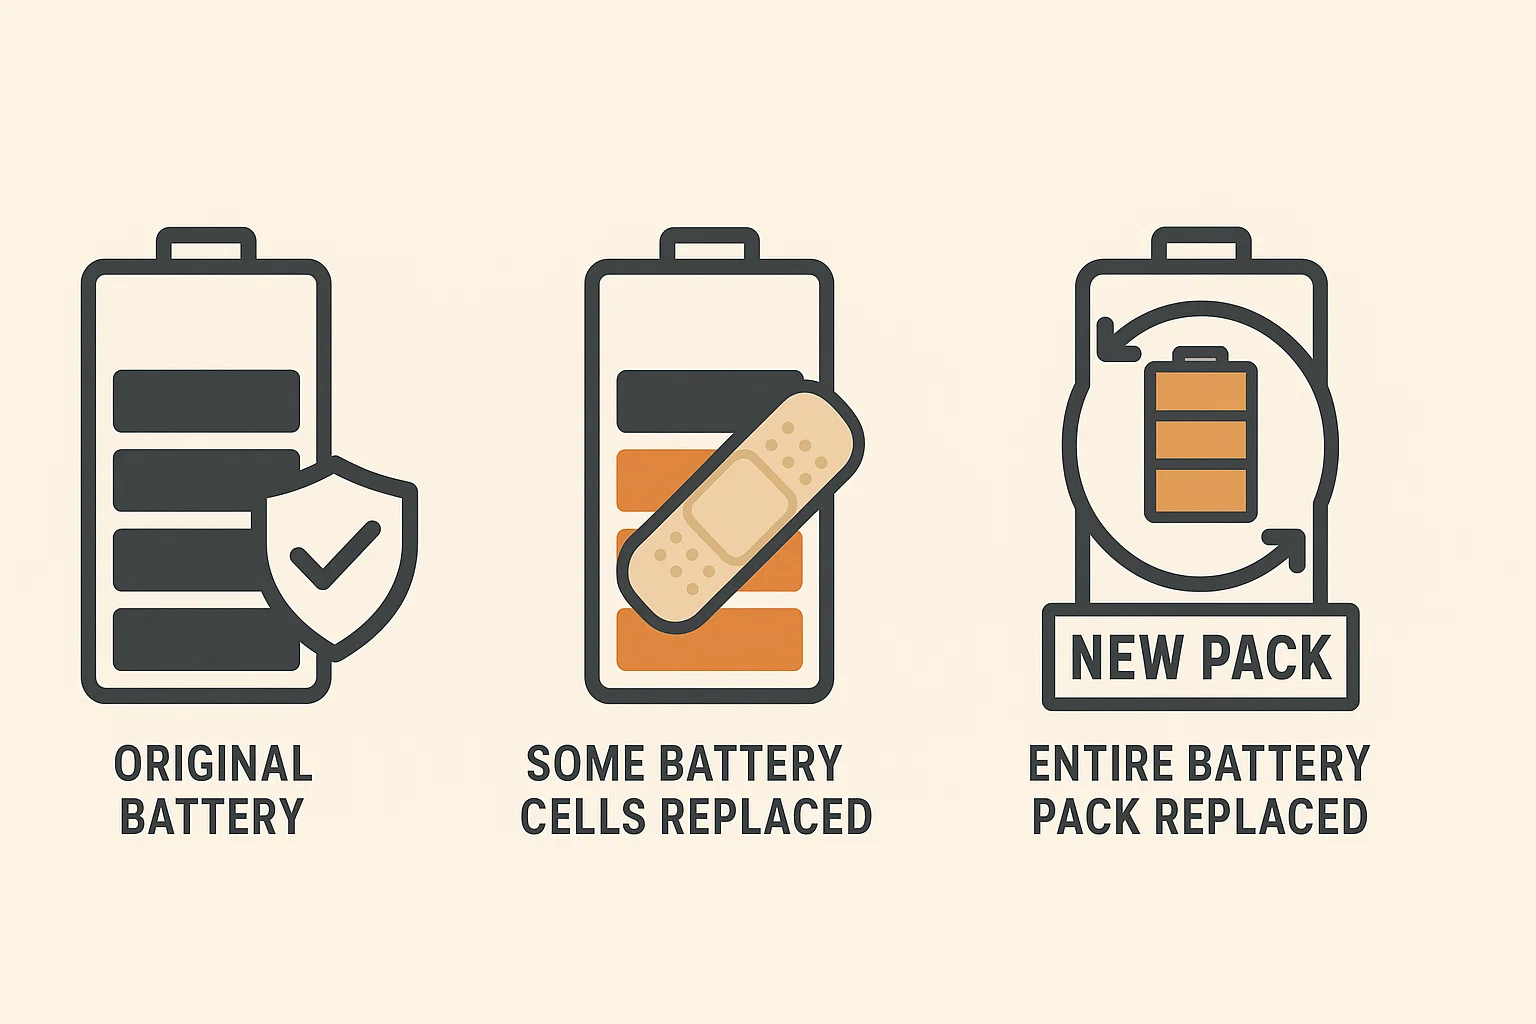 NEW PACK
ORIGINAL
BATTERY
SOME BATTERY
CELLS REPLACED
ENTIRE BATTERY
PACK REPLACED